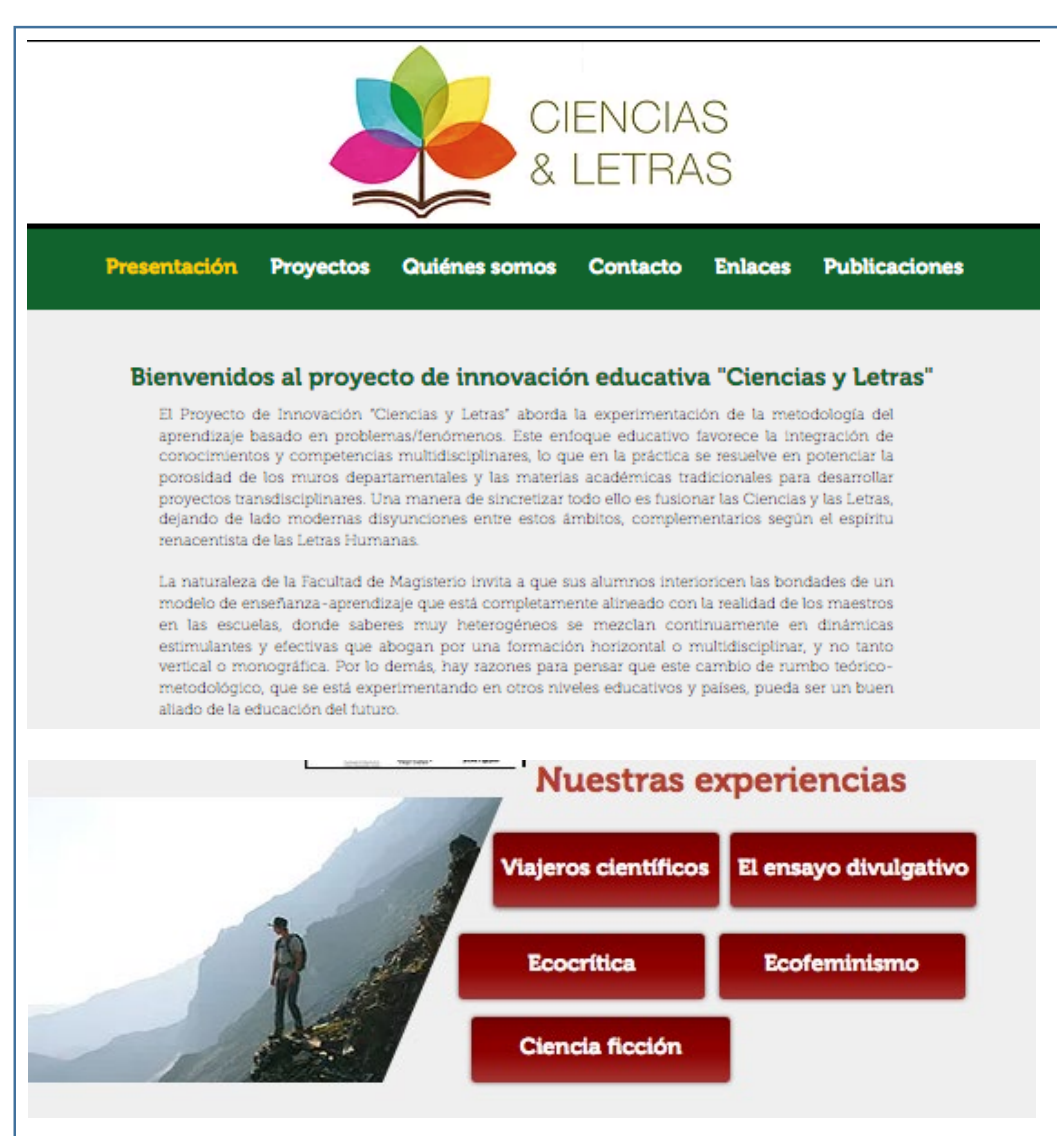 CIENCIAS
& LETRAS
Presentación Proyectos Quiénes somos Contacto Enlaces Publicaciones
Bienvenidos al proyecto de innovación educativa "Ciencias y Letras"
El Proyecto de Innovación "Ciencias y Letras" aborda la experimentación de la metodología del
aprendizaje basado en problemas/fenómenos. Este enfoque educativo favorece la integración de
conocimientos y competencias multidisciplinares, lo que en la práctica se resuelve en potenciar la
porosidad de los muros departamentales y las materias académicas tradicionales para desarrollar
proyectos transdisciplinares. Una manera de sincretizar todo ello es fusionar las Ciencias y las Letras,
dejando de lado modernas disyunciones entre estos ámbitos, complementarios según el espíritu
renacentista de las Letras Humanas.
La naturaleza de la Facultad de Magisterio invita a que sus alumnos interioricen las bondades de un
modelo de enseñanza-aprendizaje que está completamente alineado con la realidad de los maestros
en las escuelas, donde saberes muy heterogéneos se mezclan continuamente en dinámicas
estimulantes y efectivas que abogan por una formación horizontal o multidisciplinar, y no tanto
vertical o monográfica. Por lo demás, hay razones para pensar que este cambio de rumbo teórico-
metodológico, que se está experimentando en otros niveles educativos y países, pueda ser un buen
aliado de la educación del futuro.
Nuestras experiencias
Viajeros científicos El ensayo divulgativo
Ecocrítica Ecofeminismo
Ciencia ficción